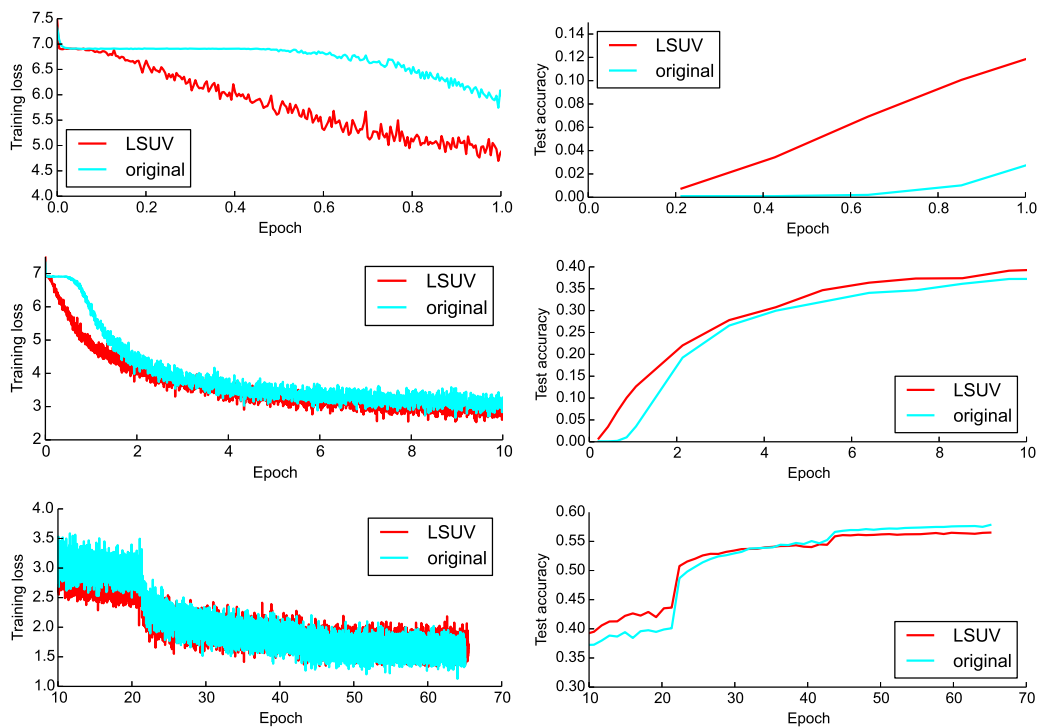 7.5
7.0
6.5
6.0
5.5
5.0
4.5
4.0
Training loss
LSUV
original
0.0 0.2 0.4 0.6 0.8 1.0
Epoch
0.14
0.12
0.10
0.08
0.06
0.04
0.02
0.00
Test accuracy
LSUV
original
0.0 0.2 0.4 0.6 0.8 1.0
Epoch
7
6
5
4
3
2
Training loss
LSUV
original
0 2 4 6 8 10
Epoch
0.40
0.35
0.30
0.25
0.20
0.15
0.10
0.05
0.00
Test accuracy
LSUV
original
0 2 4 6 8 10
Epoch
4.0
3.5
3.0
2.5
2.0
1.5
1.0
Training loss
LSUV
original
10 20 30 40 50 60 70
Epoch
0.60
0.55
0.50
0.45
0.40
0.35
0.30
Test accuracy
LSUV
original
10 20 30 40 50 60 70
Epoch